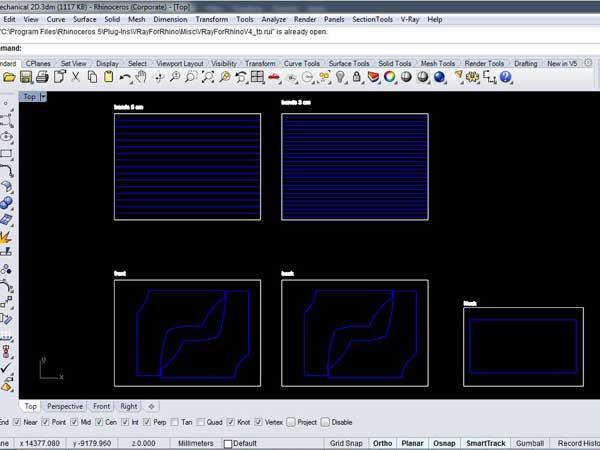 echanical 2D.3dm (1117 KB) - Rhinoceros (Corporate) - [Top]
Edit View Curve Surface Solid Mesh Dimension Transform Tools Analyze Render Panels SectionTools V-Ray Help
"C:\Program Files\Rhinoceros 5\Plug-Ins\VRayForRhino\Misc\VRayForRhinoV4_tb.rui" is already open.
mmand:
ndard CPlanes Set View Display Select Viewport Layout Visibility Transform Curve Tools Surface Tools Solid Tools Mesh Tools Render Tools Drafting New in V5
Top
bands 5 cm
bands 3 cm
front
back
y
x
Top Perspective Front Right
End Near Point Mid Cen Int Perp Tan Quad Knot Vertex Project Disable
ane x 14377.080 y -9179.960 z 0.000 Millimeters Default Grid Snap Ortho Planar Osnap SmartTrack Gumball Record Histo